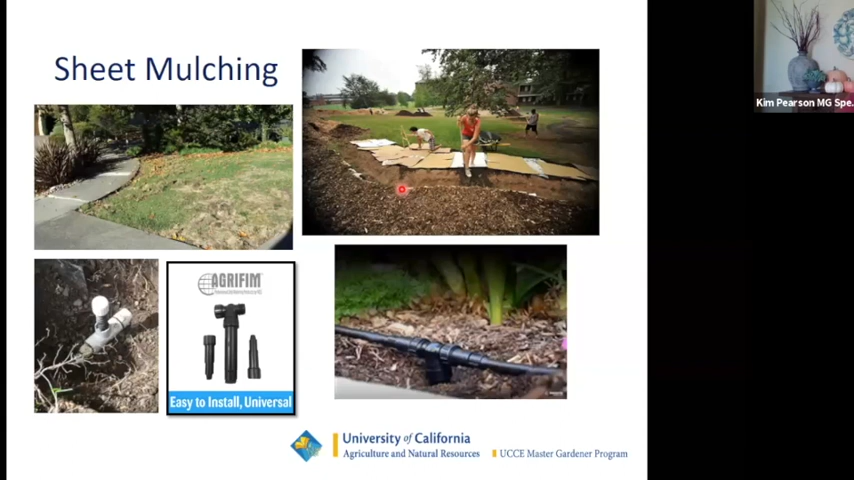 Sheet Mulching
Kim Pearson MG Spe...
AGRIFIM
Easy to Install, Universal
University of California
Agriculture and Natural Resources
UCCE Master Gardener Program